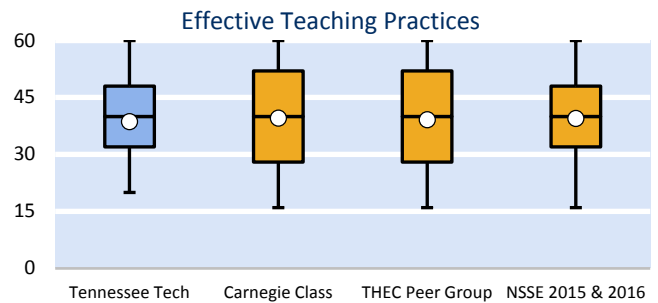 Effective Teaching Practices
60
45
30
15
0
Tennessee Tech Carnegie Class THEC Peer Group NSSE 2015 & 2016